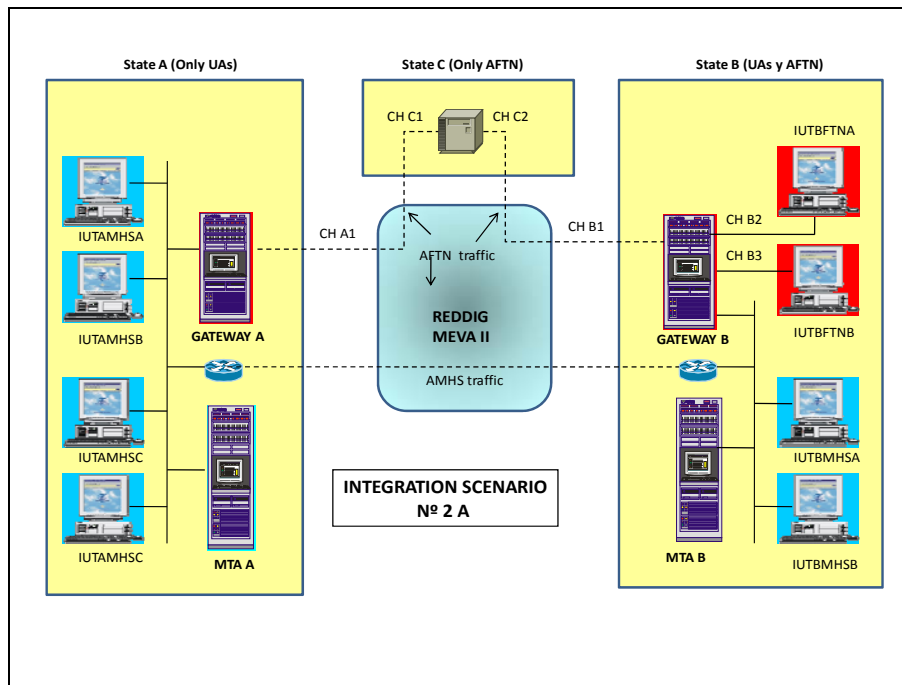 State A (Only UAs)
State C (Only AFTN)
State B (UAs y AFTN)
CH C1
CH C2
IUTBFTNA
IUTAMHSA
CH A1
AFTN traffic
CH B1
CH B2
CH B3
IUTAMHSB
GATEWAY A
REDDIG
MEVA II
GATEWAY B
IUTBFTNB
AMHS traffic
IUTAMHSC
IUTBMHSA
INTEGRATION SCENARIO
Nº 2 A
IUTAMHSC
MTA A
MTA B
IUTBMHSB